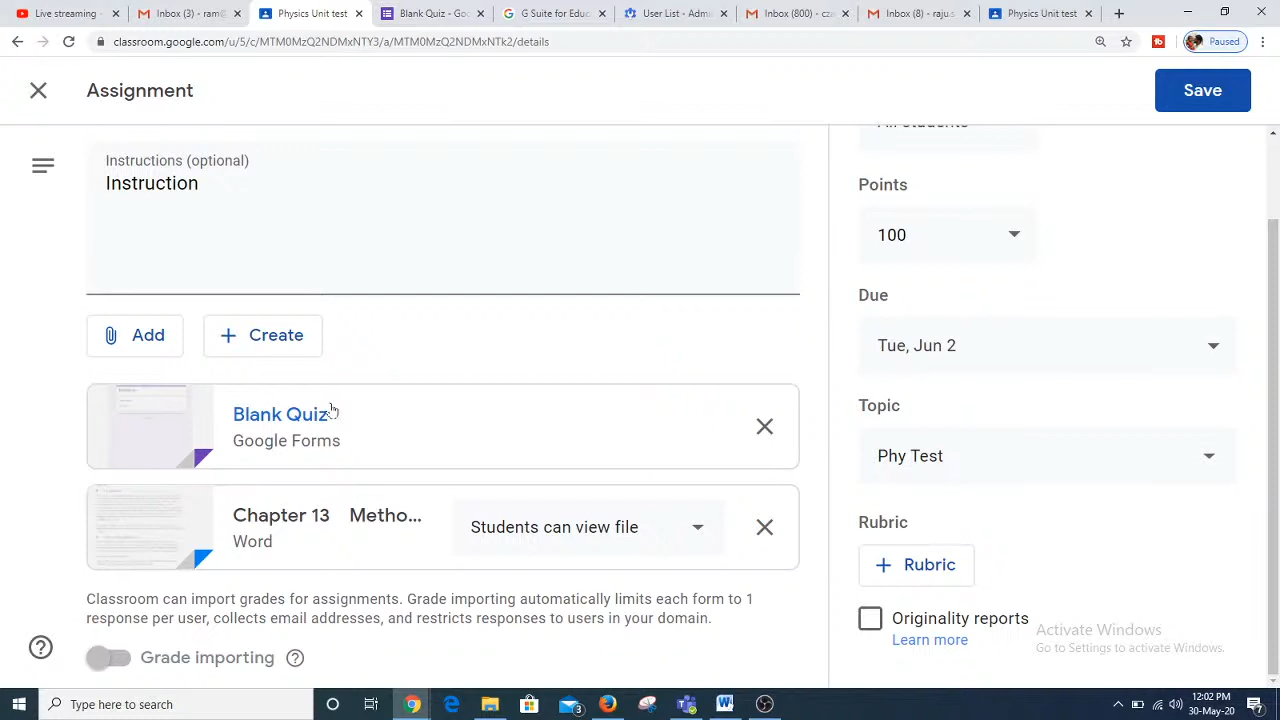 Live streaming
Inbox (3) - ram@
Physics Unit test
Blank Quiz - Goo
G Suite for Educa
User List - Admin
Inbox (800) - cza
Inbox (8) - raju.s
Physics Unit test
classroom.google.com/u/5/c/MTM0MzQ2NDMxNTY3/a/MTM0MzQ2NDMxNTc2/details
Paused
Assignment
Save
All students
Instructions (optional)
Instruction
Points
100
Due
Add
Create
Tue, Jun 2
Topic
Blank Quiz
Google Forms
Phy Test
Chapter 13 Metho...
Students can view file
Word
Rubric
Rubric
Classroom can import grades for assignments. Grade importing automatically limits each form to 1
response per user, collects email addresses, and restricts responses to users in your domain.
Originality reports
Learn more
Grade importing
Activate Windows
Go to Settings to activate Windows.
Type here to search
12:02 PM
30-May-20